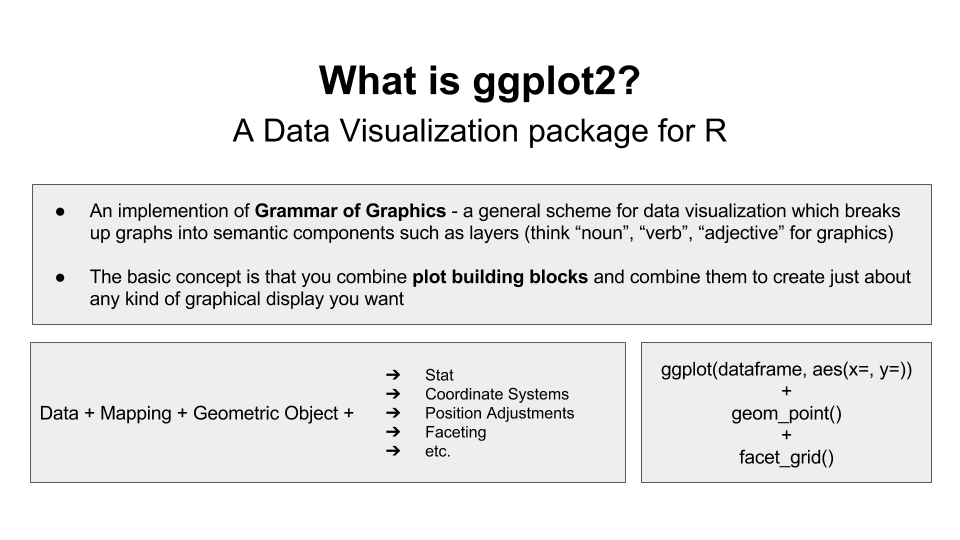 What is ggplot2?
A Data Visualization package for R
● An implemention of Grammar of Graphics - a general scheme for data visualization which breaks
up graphs into semantic components such as layers (think “noun”, “verb”, “adjective” for graphics)
● The basic concept is that you combine plot building blocks and combine them to create just about
any kind of graphical display you want
Data + Mapping + Geometric Object +
➔ Stat
➔ Coordinate Systems
➔ Position Adjustments
➔ Faceting
➔ etc.
ggplot(dataframe, aes(x=, y=))
+
geom_point()
+
facet_grid()